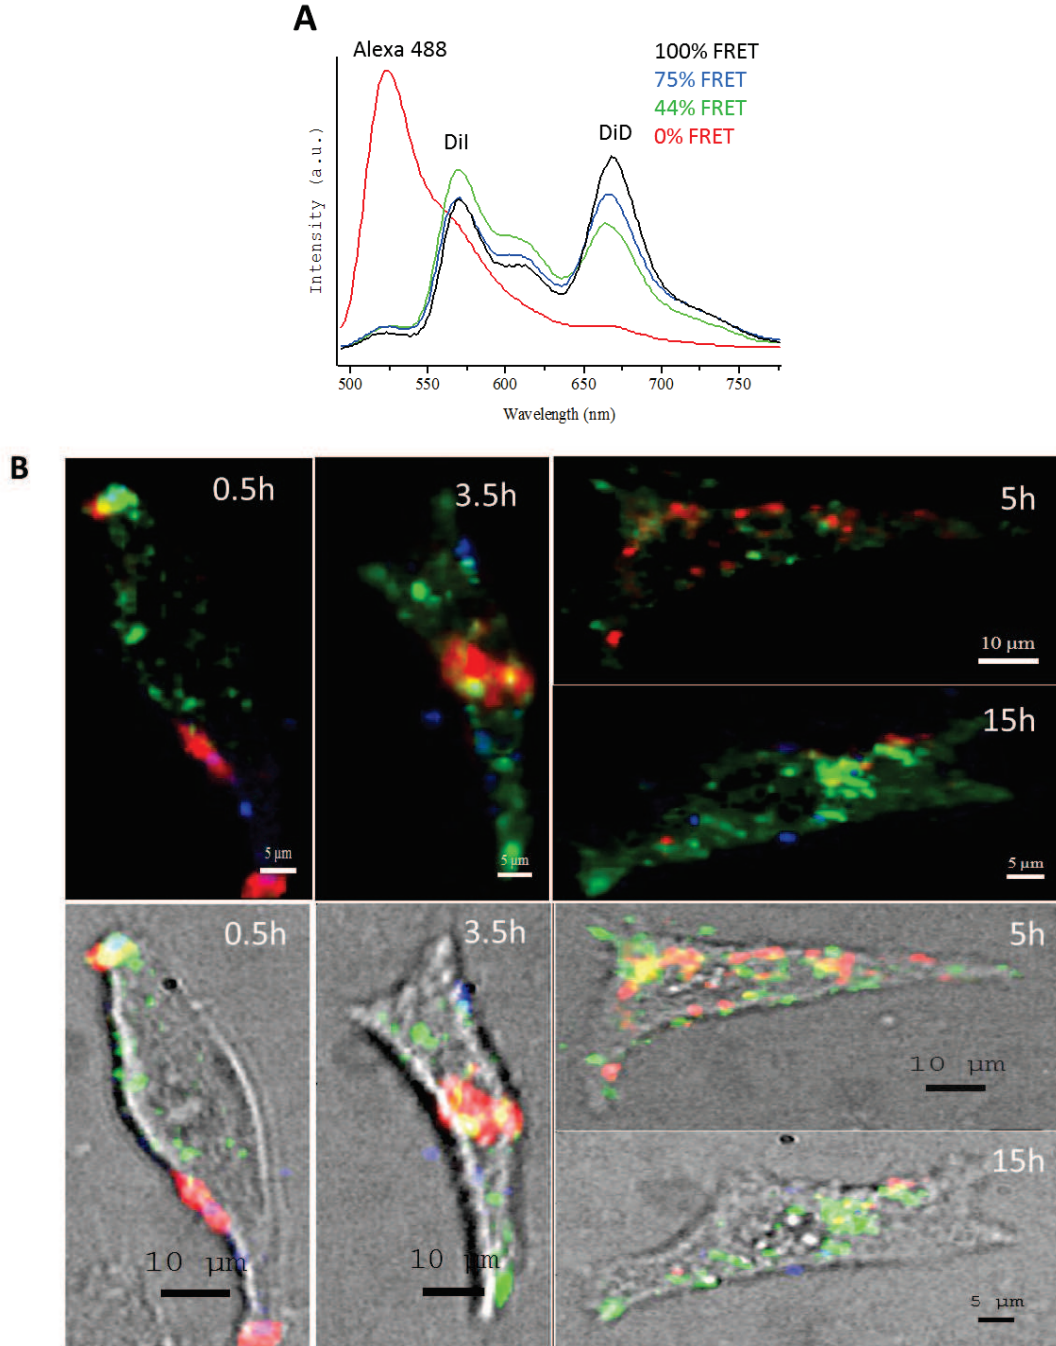 A
Alexa 488
100% FRET
75% FRET
44% FRET
0% FRET
DiI
DiD
Intensity (a.u.)
500 550 600 650 700 750
Wavelength (nm)
B
0.5h
3.5h
5h
10 µm
15h
5 µm
5 µm
5 µm
0.5h
3.5h
5h
10 µm
15h
10 µm
10 µm
5 µm